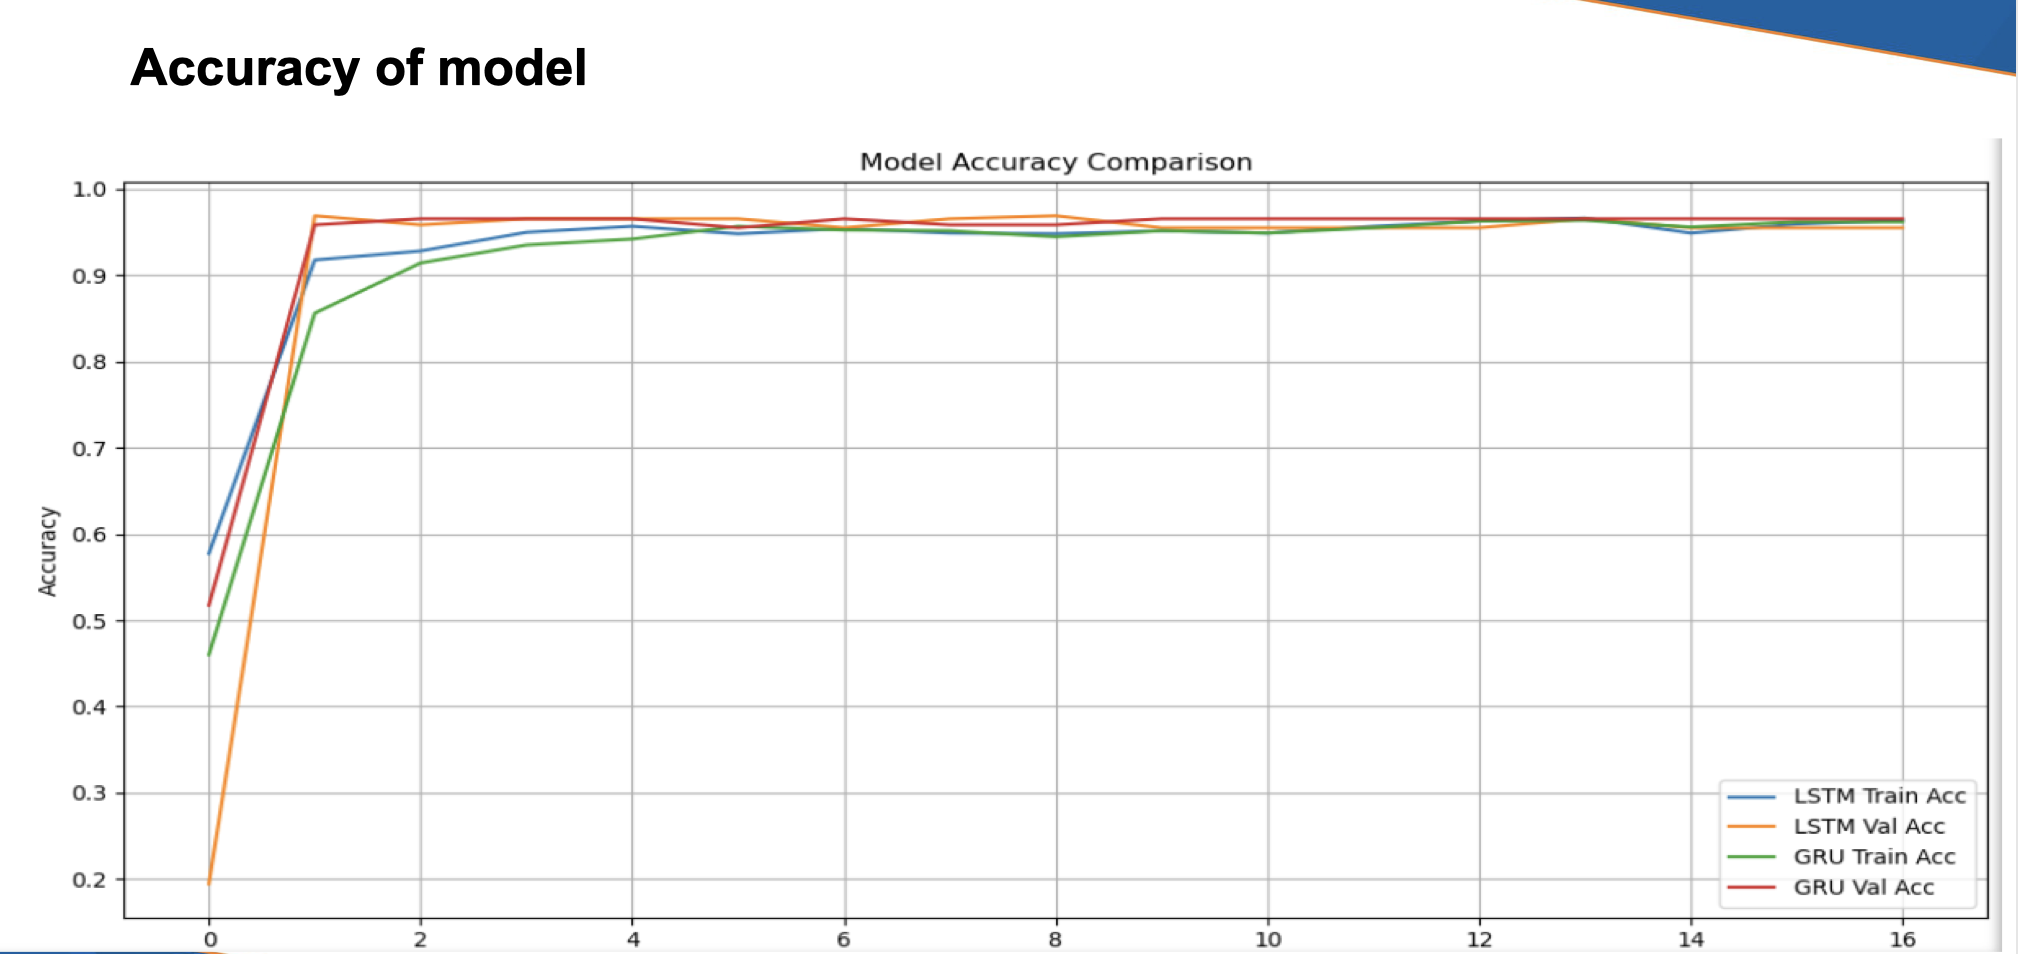 Accuracy of model
Model Accuracy Comparison
1.0
0.9
0.8
0.7
0.6
0.5
0.4
0.3
0.2
Accuracy
LSTM Train Acc
LSTM Val Acc
GRU Train Acc
GRU Val Acc
0 2 4 6 8 10 12 14 16